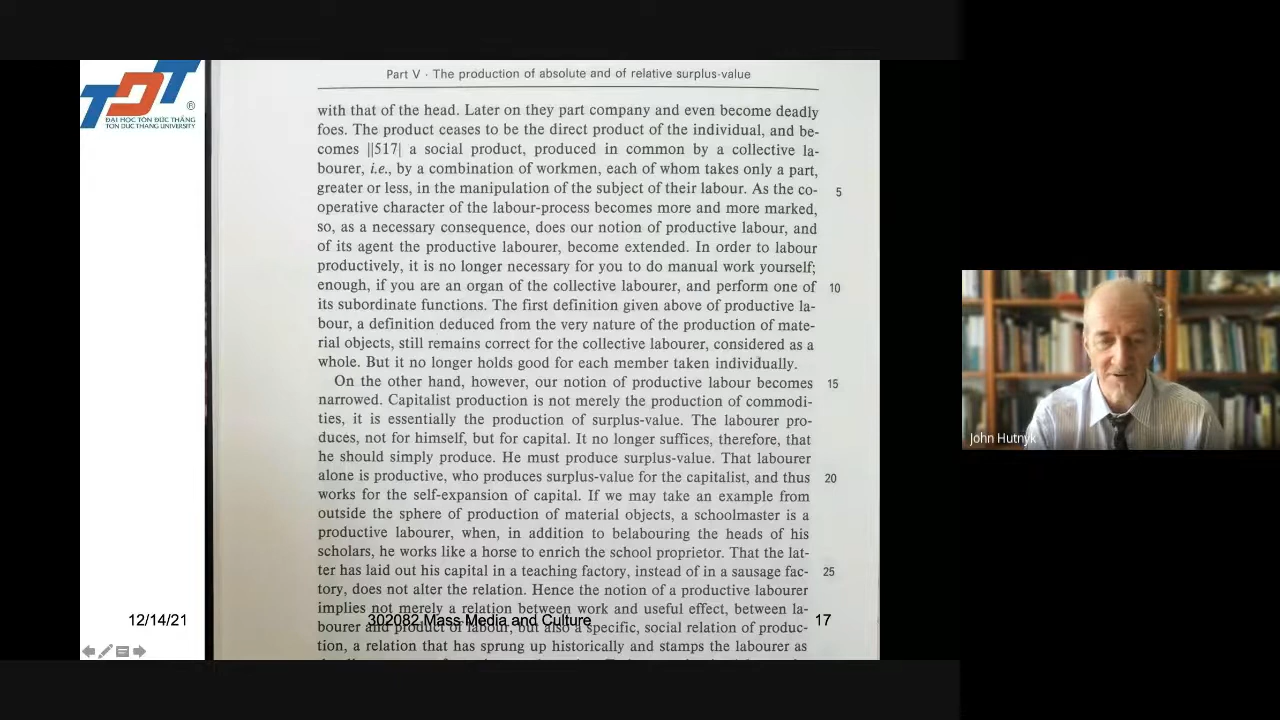 TDT
®
ĐẠI HỌC TÔN ĐỨC THẮNG
TON DUC THANG UNIVERSITY
Part V · The production of absolute and of relative surplus-value
with that of the head. Later on they part company and even become deadly
foes. The product ceases to be the direct product of the individual, and be-
comes ||517| a social product, produced in common by a collective la-
bourer, i.e., by a combination of workmen, each of whom takes only a part,
greater or less, in the manipulation of the subject of their labour. As the co-
5
operative character of the labour-process becomes more and more marked,
so, as a necessary consequence, does our notion of productive labour, and
of its agent the productive labourer, become extended. In order to labour
productively, it is no longer necessary for you to do manual work yourself;
enough, if you are an organ of the collective labourer, and perform one of
10
its subordinate functions. The first definition given above of productive la-
bour, a definition deduced from the very nature of the production of mate-
rial objects, still remains correct for the collective labourer, considered as a
whole. But it no longer holds good for each member taken individually.
On the other hand, however, our notion of productive labour becomes
15
narrowed. Capitalist production is not merely the production of commodi-
ties, it is essentially the production of surplus-value. The labourer pro-
duces, not for himself, but for capital. It no longer suffices, therefore, that
he should simply produce. He must produce surplus-value. That labourer
alone is productive, who produces surplus-value for the capitalist, and thus
20
works for the self-expansion of capital. If we may take an example from
outside the sphere of production of material objects, a schoolmaster is a
productive labourer, when, in addition to belabouring the heads of his
scholars, he works like a horse to enrich the school proprietor. That the lat-
ter has laid out his capital in a teaching factory, instead of in a sausage fac-
25
tory, does not alter the relation. Hence the notion of a productive labourer
implies not merely a relation between work and useful effect, between la-
bourer and product of labour, but also a specific, social relation of produc-
tion, a relation that has sprung up historically and stamps the labourer as
12/14/21
302082 Mass Media and Culture
17
John Hutnyk